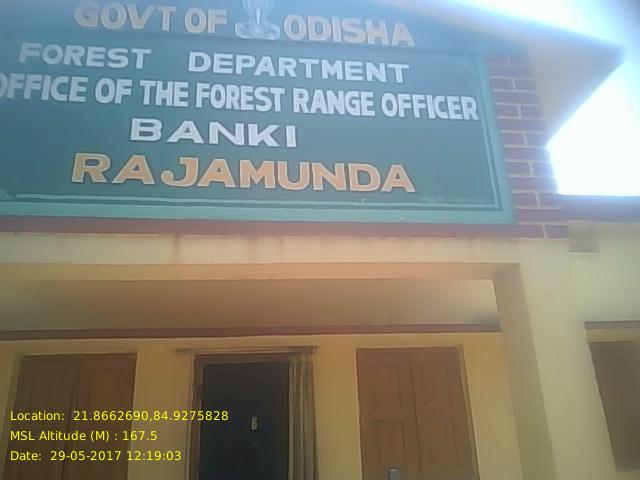 GOVT OF ODISHA
FOREST DEPARTMENT
OFFICE OF THE FOREST RANGE OFFICER
BANKI
RAJAMUNDA
Location: 21.8662690,84.9275828
MSL Altitude (M) : 167.5
Date: 29-05-2017 12:19:03